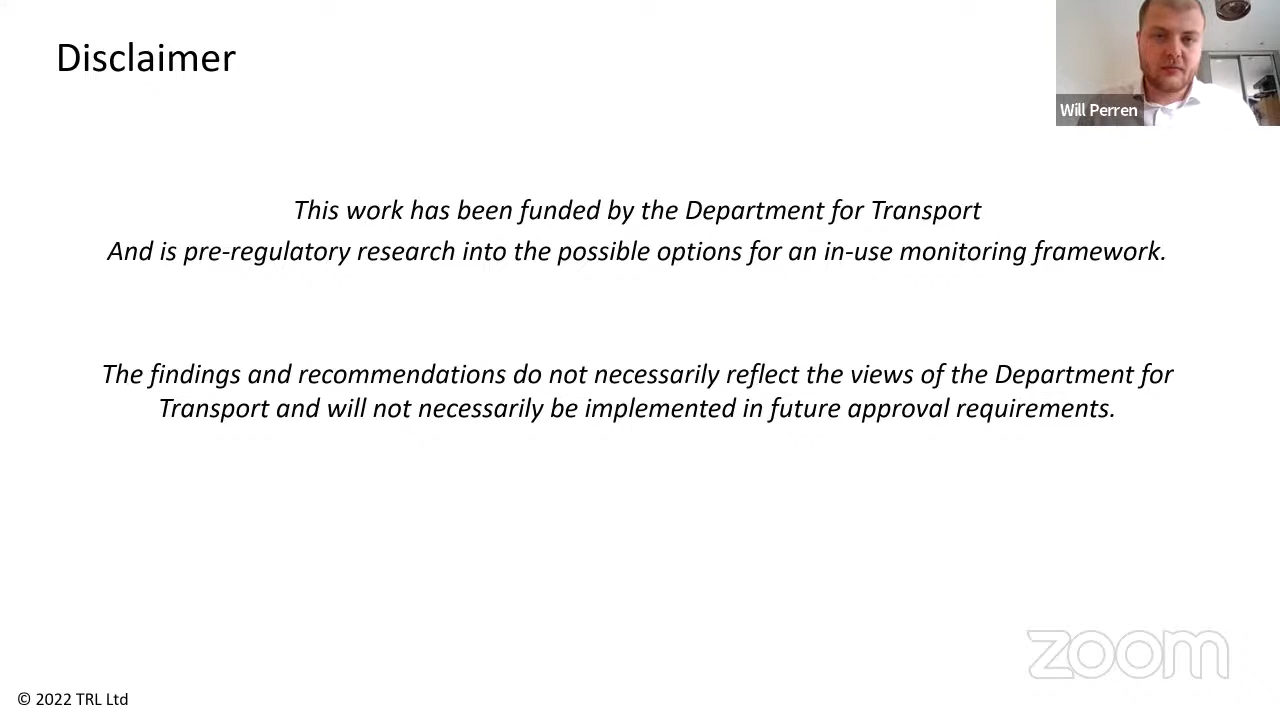 Disclaimer
Will Perren
This work has been funded by the Department for Transport
And is pre-regulatory research into the possible options for an in-use monitoring framework.
The findings and recommendations do not necessarily reflect the views of the Department for
Transport and will not necessarily be implemented in future approval requirements.
zoom
© 2022 TRL Ltd